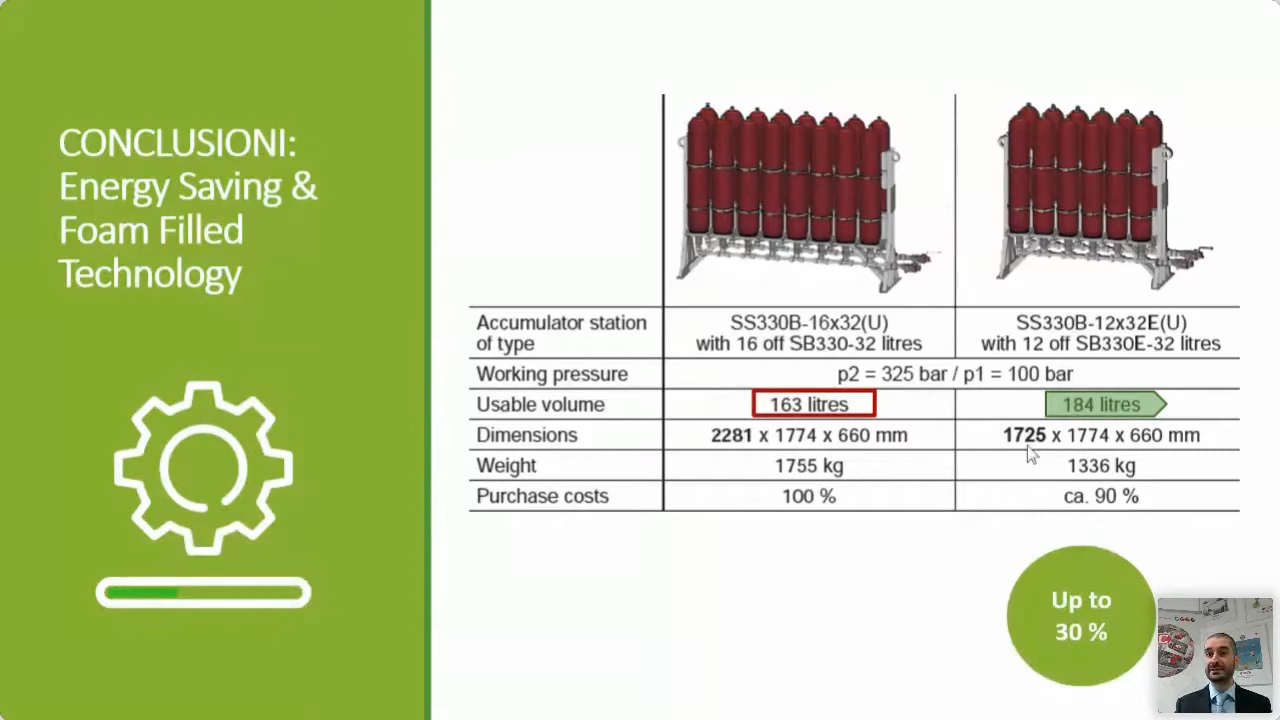 CONCLUSIONI:
Energy Saving &
Foam Filled
Technology
Accumulator station of type
SS330B-16x32(U)
with 16 off SB330-32 litres
SS330B-12x32E(U)
with 12 off SB330E-32 litres
Working pressure
p2 = 325 bar / p1 = 100 bar
Usable volume
163 litres
184 litres
Dimensions
2281 x 1774 x 660 mm
1725 x 1774 x 660 mm
Weight
1755 kg
1336 kg
Purchase costs
100 %
ca. 90 %
Up to
30 %